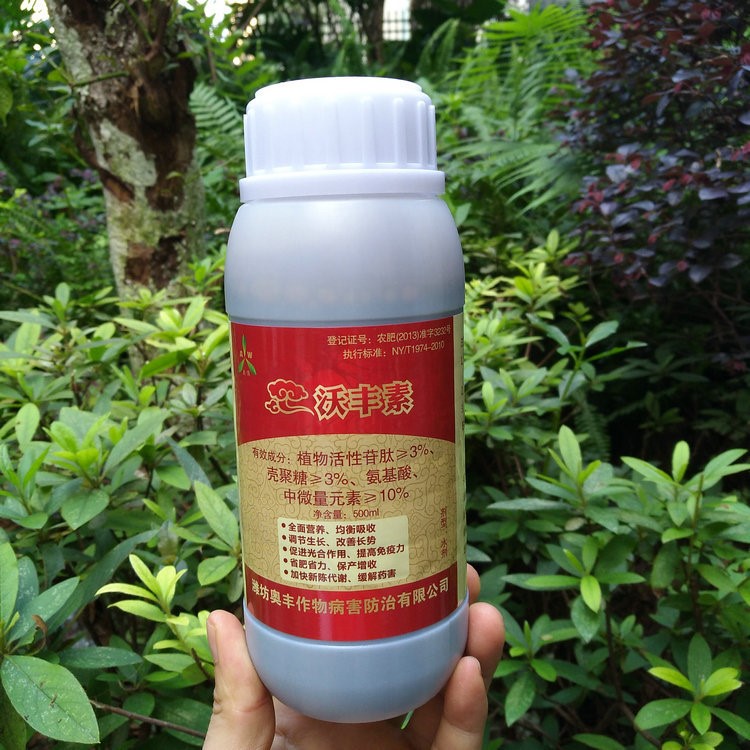 登记证号：农肥(2013)准字3232号
执行标准：NY/T1974-2010
沃丰素
有效成分：植物活性苷肽≥3%、
壳聚糖≥3%、氨基酸、
中微量元素≥10%
净含量：500ml
剂型：水剂
●全面营养、均衡吸收
●调节生长、改善长势
●促进光合作用、提高免疫力
●省肥省力、保产增收
●加快新陈代谢、缓解药害
潍坊奥丰作物病害防治有限公司